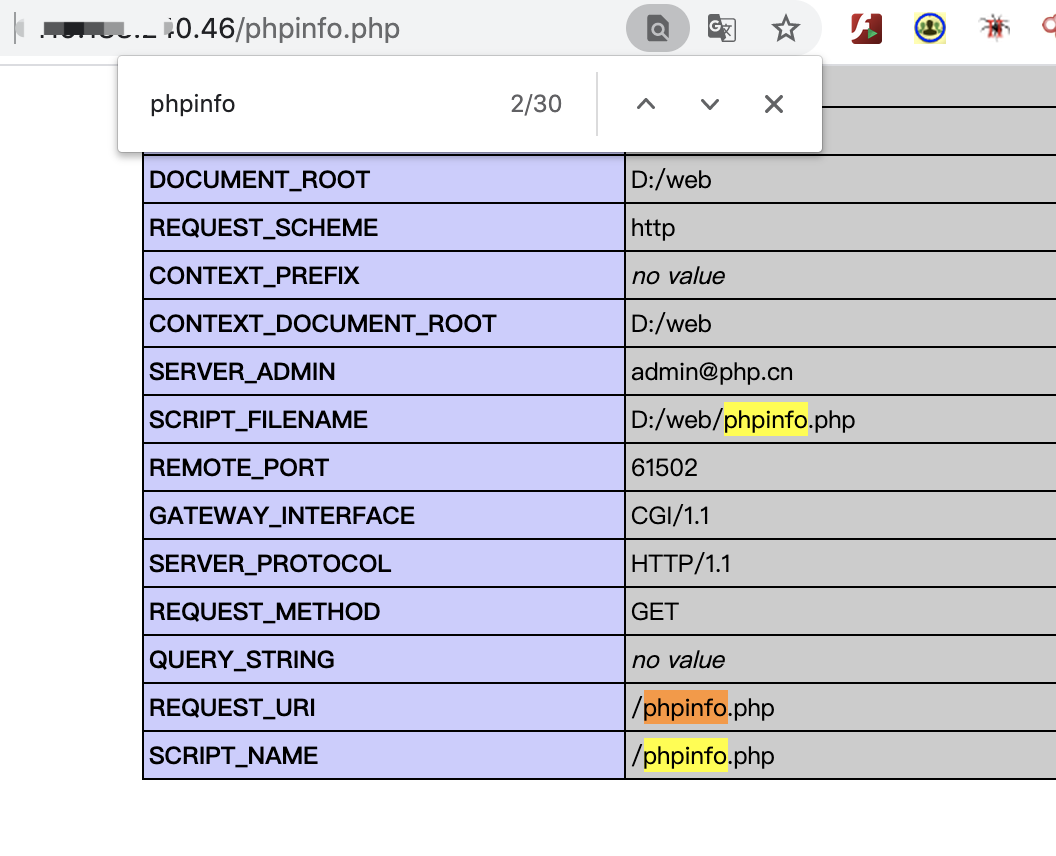 0.46/phpinfo.php
phpinfo 2/30
DOCUMENT_ROOT D:/web
REQUEST_SCHEME http
CONTEXT_PREFIX no value
CONTEXT_DOCUMENT_ROOT D:/web
SERVER_ADMIN admin@php.cn
SCRIPT_FILENAME D:/web/phpinfo.php
REMOTE_PORT 61502
GATEWAY_INTERFACE CGI/1.1
SERVER_PROTOCOL HTTP/1.1
REQUEST_METHOD GET
QUERY_STRING no value
REQUEST_URI /phpinfo.php
SCRIPT_NAME /phpinfo.php